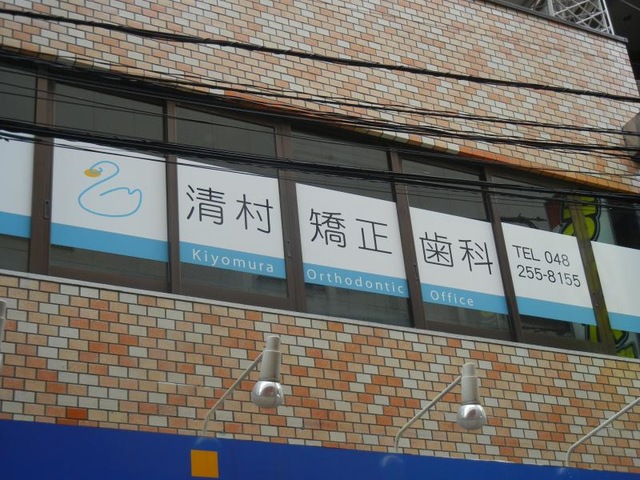 清村 矯正 歯科
Kiyomura Orthodontic Office
TEL 048
255-8155